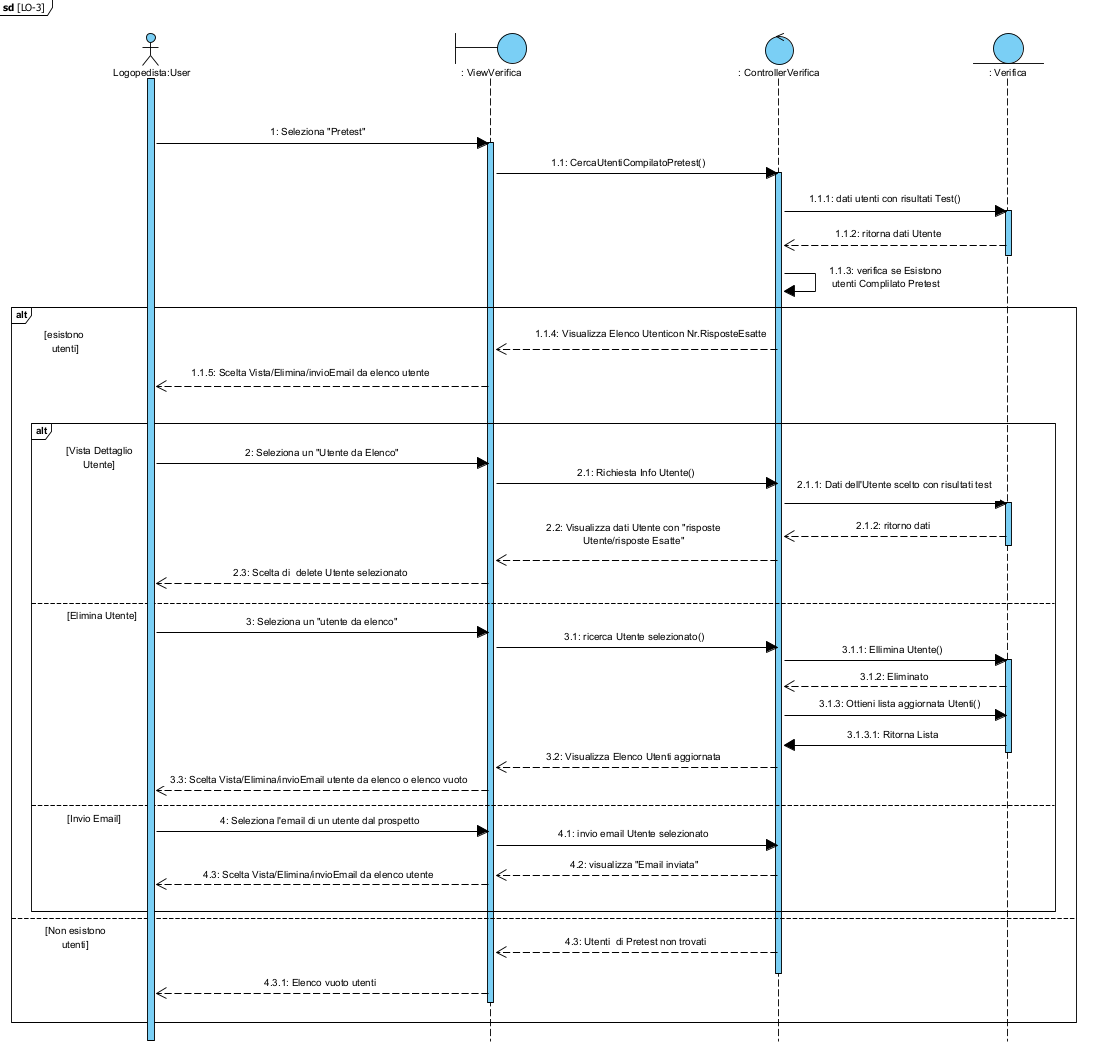 sd [LO-3]
Logopedista:User
: ViewVerifica
: ControllerVerifica
: Verifica
1: Seleziona "Pretest"
1.1: CercaUtentiCompilatoPretest()
1.1.1: dati utenti con risultati Test()
1.1.2: ritorna dati Utente
1.1.3: verifica se Esistono
utenti Complilato Pretest
alt
[esistono
utenti]
1.1.4: Visualizza Elenco Utenticon Nr.RisposteEsatte
1.1.5: Scelta Vista/Elimina/invioEmail da elenco utente
alt
[Vista Dettaglio
Utente]
2: Seleziona un "Utente da Elenco"
2.1: Richiesta Info Utente()
2.1.1: Dati dell'Utente scelto con risultati test
2.1.2: ritorno dati
2.2: Visualizza dati Utente con "risposte
Utente/risposte Esatte"
2.3: Scelta di  delete Utente selezionato
[Elimina Utente]
3: Seleziona un "utente da elenco"
3.1: ricerca Utente selezionato()
3.1.1: Ellimina Utente()
3.1.2: Eliminato
3.1.3: Ottieni lista aggiornata Utenti()
3.1.3.1: Ritorna Lista
3.2: Visualizza Elenco Utenti aggiornata
3.3: Scelta Vista/Elimina/invioEmail utente da elenco o elenco vuoto
[Invio Email]
4: Seleziona l'email di un utente dal prospetto
4.1: invio email Utente selezionato
4.2: visualizza "Email inviata"
4.3: Scelta Vista/Elimina/invioEmail da elenco utente
[Non esistono
utenti]
4.3: Utenti  di Pretest non trovati
4.3.1: Elenco vuoto utenti